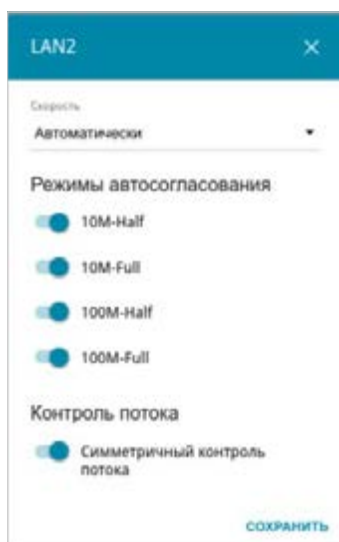 LAN2
Скорость
Автоматически
Режимы автосогласования
10M-Half
10M-Full
100M-Half
100M-Full
Контроль потока
Симметричный контроль
потока
СОХРАНИТЬ